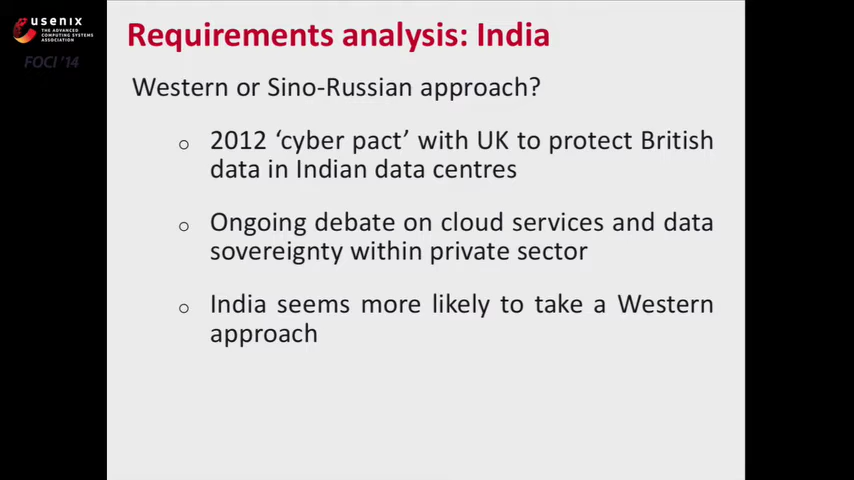 usenix
THE ADVANCED
COMPUTING SYSTEMS
ASSOCIATION
FOCI '14
Requirements analysis: India
Western or Sino-Russian approach?
o 2012 ‘cyber pact’ with UK to protect British
data in Indian data centres
o Ongoing debate on cloud services and data
sovereignty within private sector
o India seems more likely to take a Western
approach